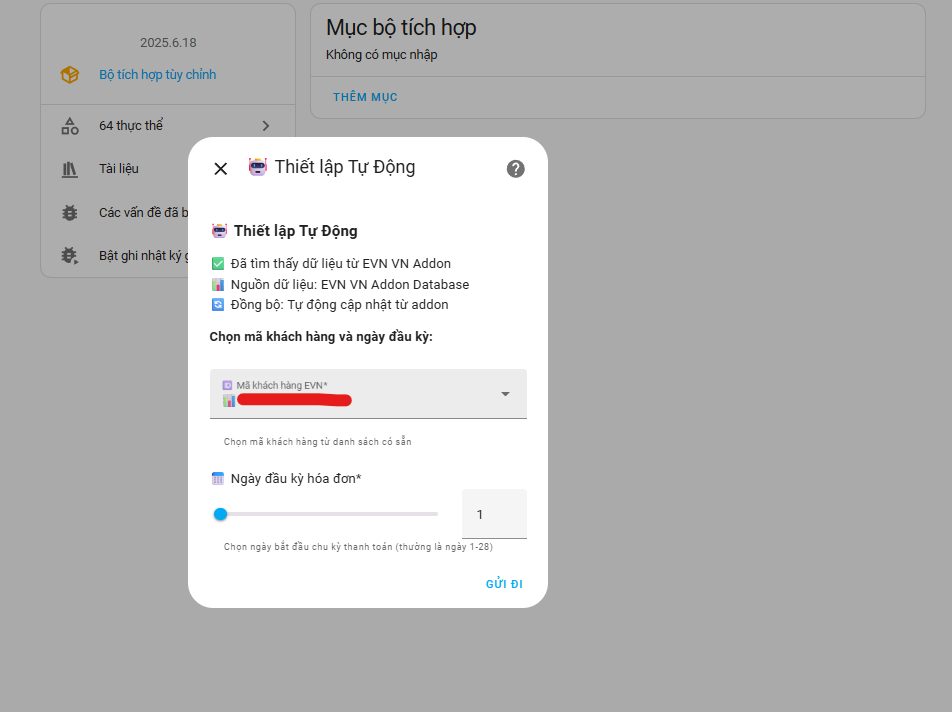 2025.6.18
Bộ tích hợp tùy chỉnh
64 thực thể
Tài liệu
Các vấn đề đã b
Bật ghi nhật ký g
Mục bộ tích hợp
Không có mục nhập
THÊM MỤC
Thiết lập Tự Động
Thiết lập Tự Động
Đã tìm thấy dữ liệu từ EVN VN Addon
Nguồn dữ liệu: EVN VN Addon Database
Đồng bộ: Tự động cập nhật từ addon
Chọn mã khách hàng và ngày đầu kỳ:
Mã khách hàng EVN*
Chọn mã khách hàng từ danh sách có sẵn
Ngày đầu kỳ hóa đơn*
1
Chọn ngày bắt đầu chu kỳ thanh toán (thường là ngày 1-28)
GỬI ĐI